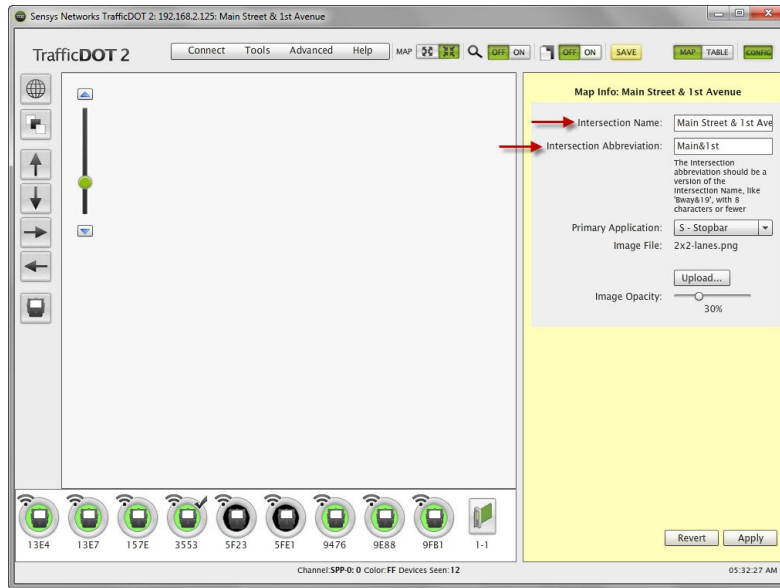 Sensys Networks TrafficDOT 2: 192.168.2.125: Main Street & 1st Avenue
TrafficDOT 2
Connect Tools Advanced Help
MAP
OFF ON
OFF ON
SAVE
MAP TABLE
CONFIG
Map Info: Main Street & 1st Avenue
Intersection Name: Main Street & 1st Ave
Intersection Abbreviation: Main&1st
The Intersection
abbreviation should be a
version of the
Intersection Name, like
'Bway&19', with 8
characters or fewer
Primary Application: S - Stopbar
Image File: 2x2-lanes.png
Upload...
Image Opacity:
30%
13E4 13E7 157E 3553 5F23 5FE1 9476 9E88 9FB1 1-1
Revert Apply
Channel:SPP-0: 0 Color:FF Devices Seen:12
05:32:27 AM